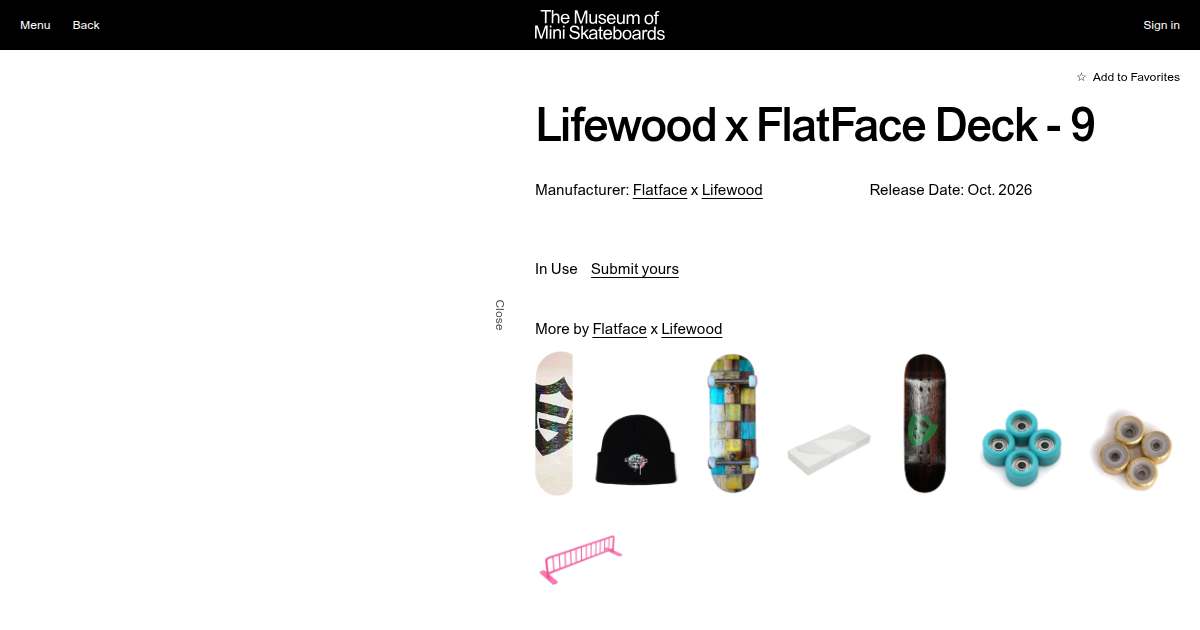 Menu
Back
The Museum of
Mini Skateboards
Sign in
☆ Add to Favorites
Lifewood x FlatFace Deck - 9
Manufacturer: Flatface x Lifewood
Release Date: Oct. 2026
In Use
Submit yours
Close
More by Flatface x Lifewood